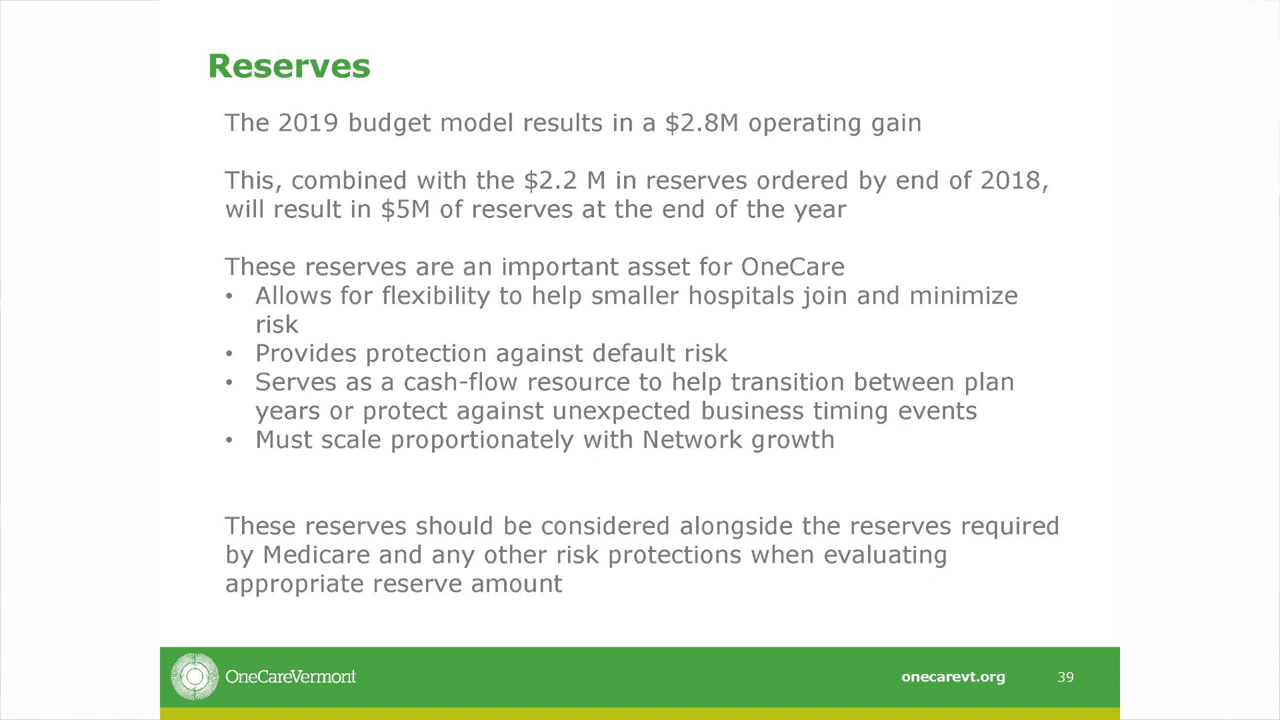 Reserves
The 2019 budget model results in a $2.8M operating gain
This, combined with the $2.2 M in reserves ordered by end of 2018,
will result in $5M of reserves at the end of the year
These reserves are an important asset for OneCare
• Allows for flexibility to help smaller hospitals join and minimize
risk
• Provides protection against default risk
• Serves as a cash-flow resource to help transition between plan
years or protect against unexpected business timing events
• Must scale proportionately with Network growth
These reserves should be considered alongside the reserves required
by Medicare and any other risk protections when evaluating
appropriate reserve amount
OneCareVermont
onecarevt.org 39